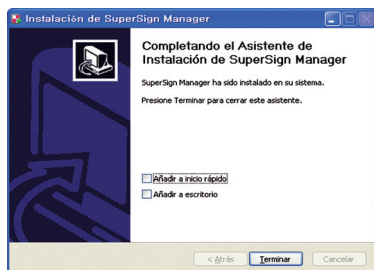 Instalación de SuperSign Manager
Completando el Asistente de
Instalación de SuperSign Manager
SuperSign Manager ha sido instalado en su sistema.
Presione Terminar para cerrar este asistente.
Añadir a inicio rápido
Añadir a escritorio
< Atrás
Terminar
Cancelar